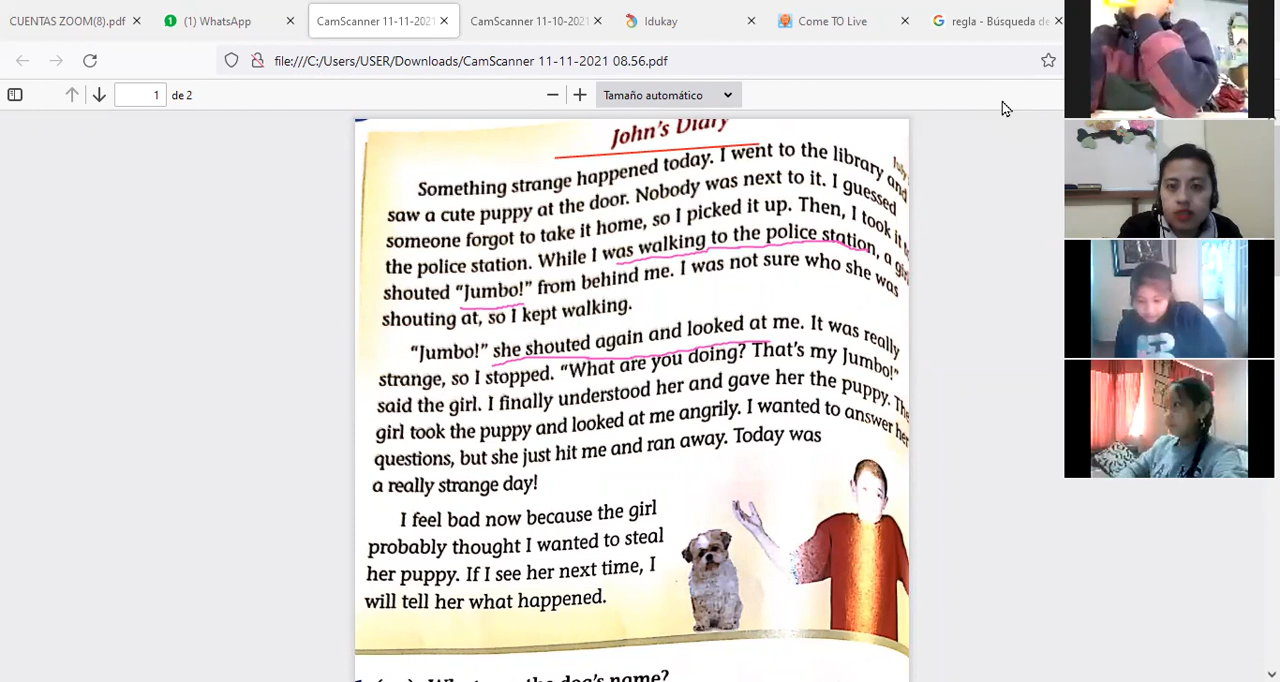 CUENTAS ZOOM(8).pdf
(1) WhatsApp
CamScanner 11-11-2021
CamScanner 11-10-202
Idukay
Come TO Live
regla - Búsqueda de
file:///C:/Users/USER/Downloads/CamScanner 11-11-2021 08.56.pdf
1 de 2
Tamaño automático
John's Diary
Something strange happened today. I went to the library and
saw a cute puppy at the door. Nobody was next to it. I guessed
someone forgot to take it home, so I picked it up. Then, I took it
the police station. While I was walking to the police station, a
shouted "Jumbo!" from behind me. I was not sure who she was
shouting at, so I kept walking.
"Jumbo!" she shouted again and looked at me. It was really
strange, so I stopped. "What are you doing? That's my Jumbo!"
said the girl. I finally understood her and gave her the puppy.
girl took the puppy and looked at me angrily. I wanted to answer her
questions, but she just hit me and ran away. Today was
a really strange day!
I feel bad now because the girl
probably thought I wanted to steal
her puppy. If I see her next time, I
will tell her what happened.
the dog's name?